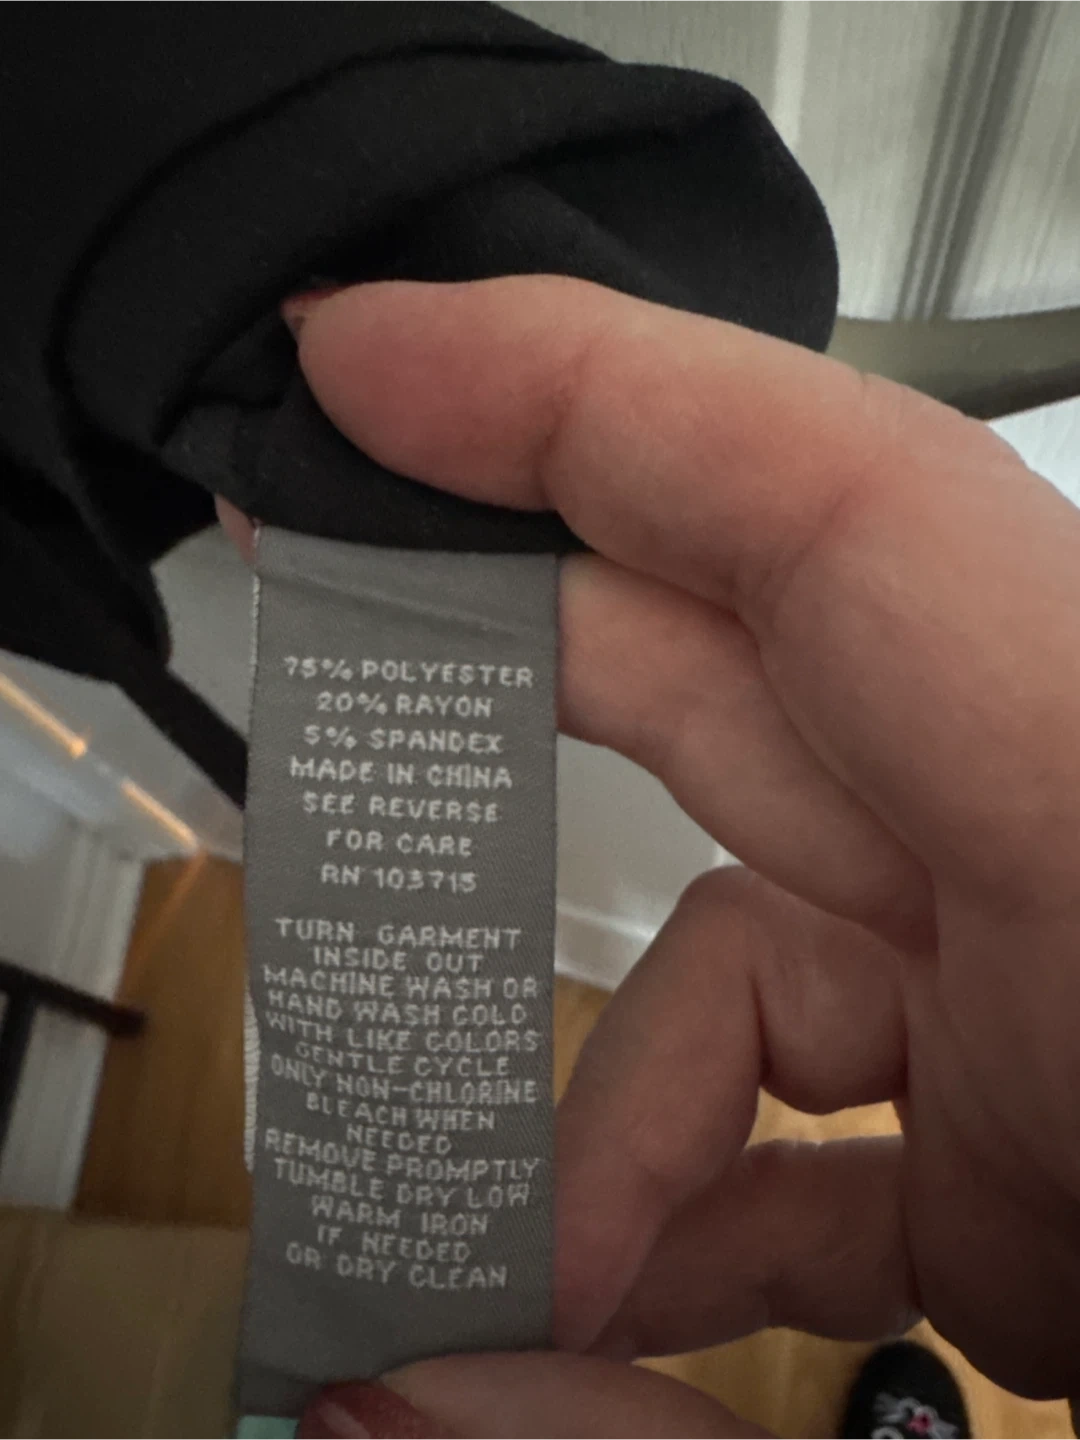 75% POLYESTER
20% RAYON
5% SPANDEX
MADE IN CHINA
SEE REVERSE
FOR CARE
RN 103715
TURN GARMENT
INSIDE OUT
MACHINE WASH OR
HAND WASH COLD
WITH LIKE COLORS
GENTLE CYCLE
ONLY NON-CHLORINE
BLEACH WHEN
NEEDED
REMOVE PROMPTLY
TUMBLE DRY LOW
WARM IRON
IF NEEDED
OR DRY CLEAN